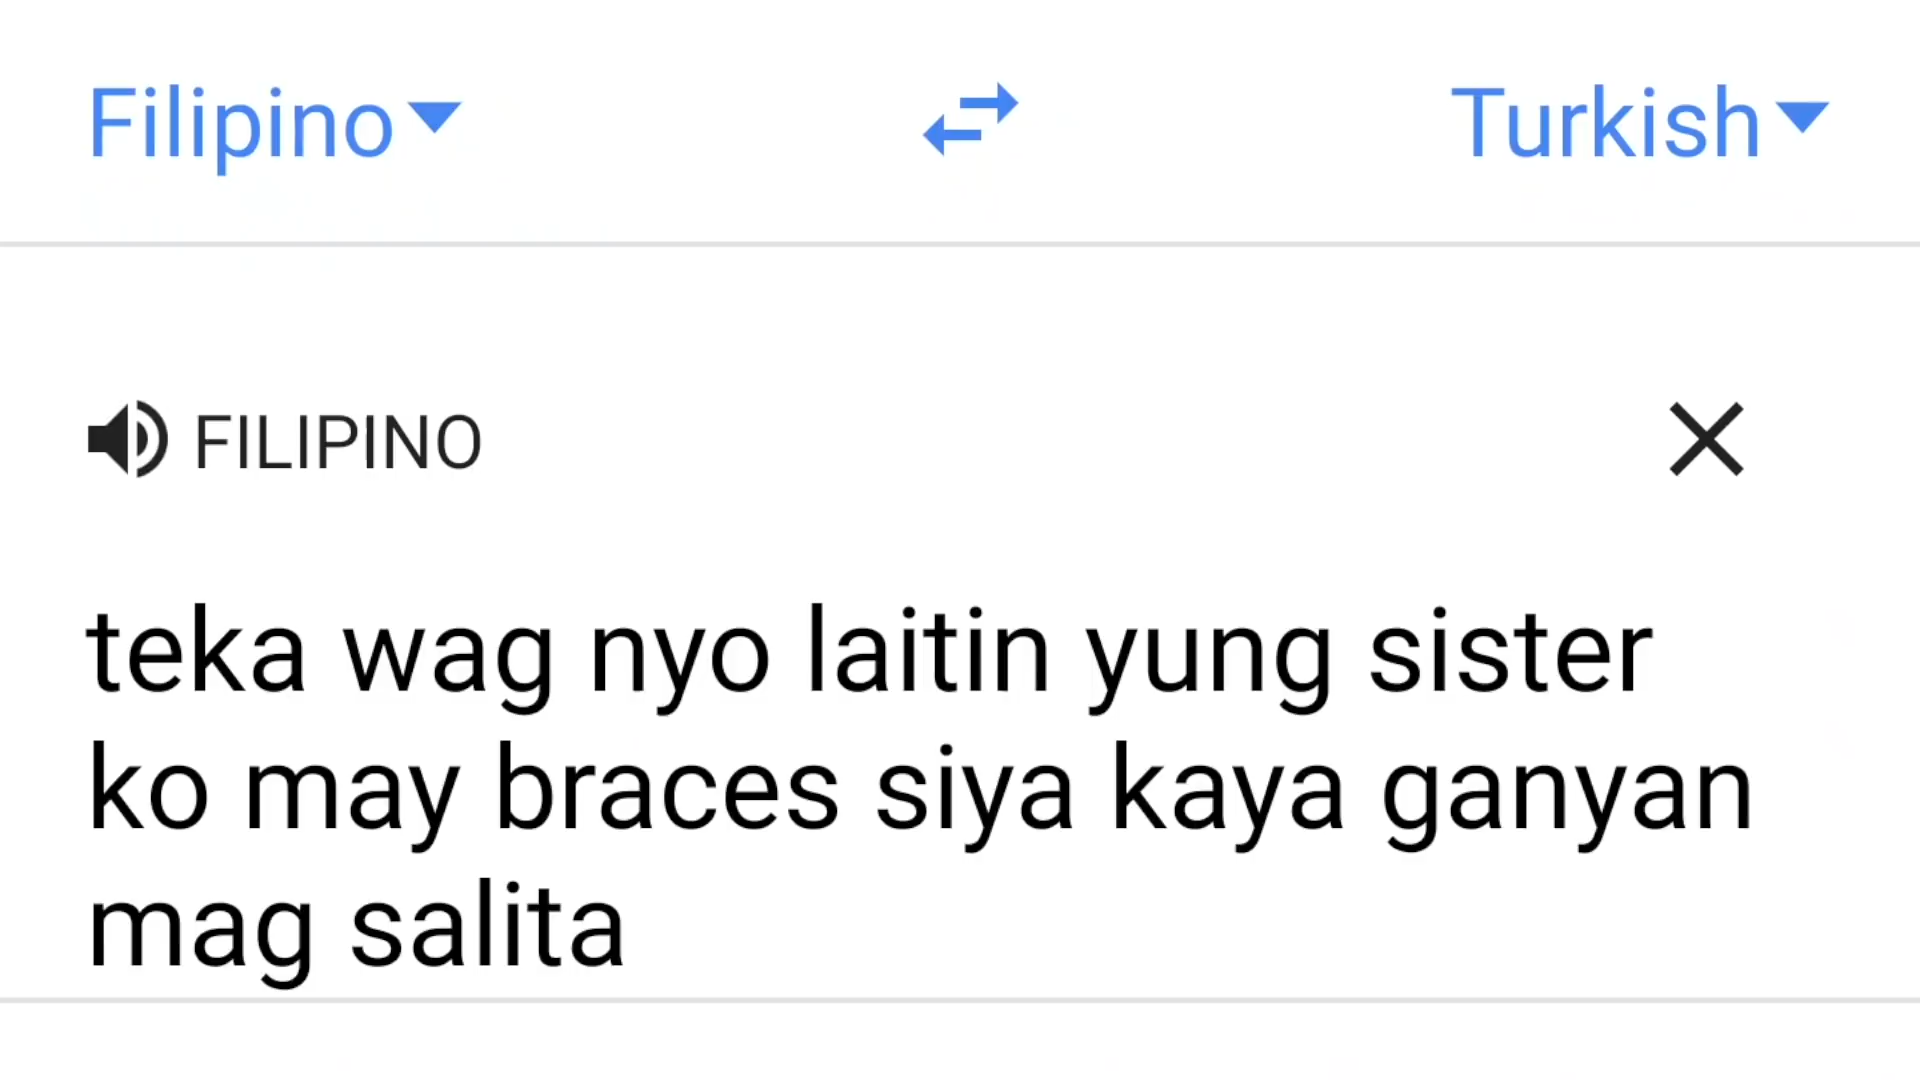 Filipino Turkish
FILIPINO
teka wag nyo laitin yung sister
ko may braces siya kaya ganyan
mag salita